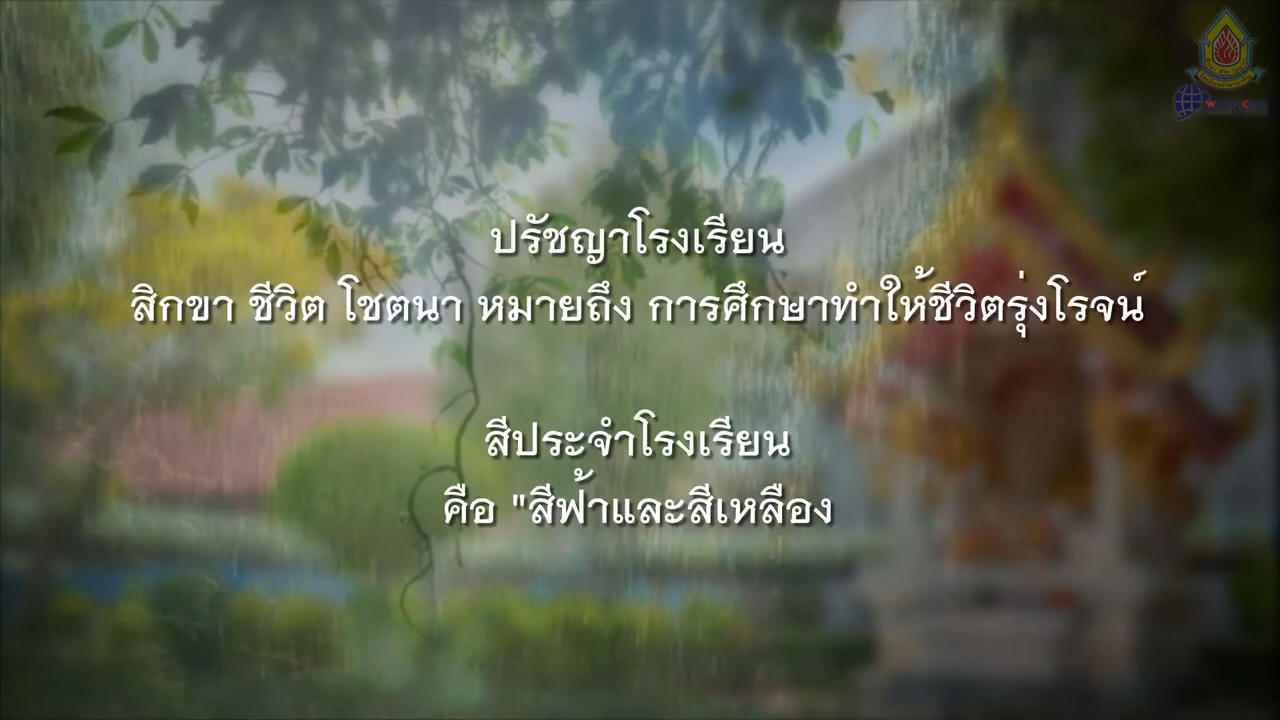 ปรัชญาโรงเรียน
สิกขา ชีวิต โชตนา หมายถึง การศึกษาทำให้ชีวิตรุ่งโรจน์
สีประจำโรงเรียน
คือ "สีฟ้าและสีเหลือง